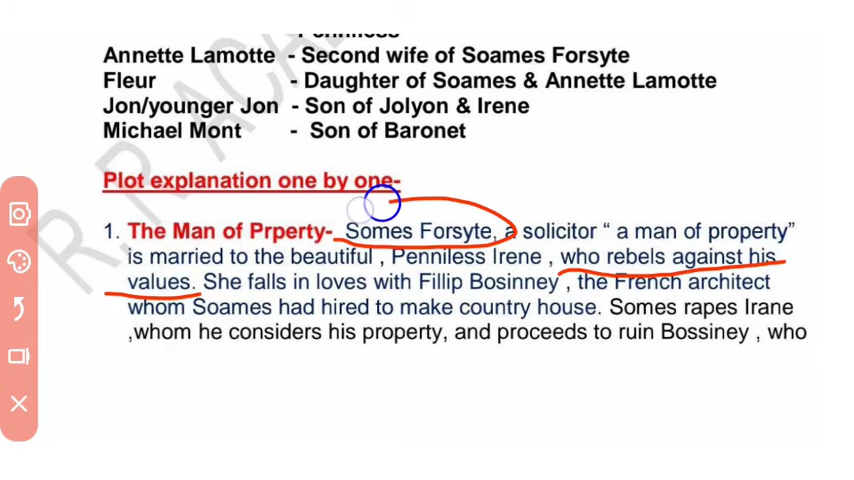 Penniless
Annette Lamotte - Second wife of Soames Forsyte
Fleur - Daughter of Soames & Annette Lamotte
Jon/younger Jon - Son of Jolyon & Irene
Michael Mont - Son of Baronet
Plot explanation one by one-
1. The Man of Prperty- Somes Forsyte, a solicitor “ a man of property”
is married to the beautiful , Penniless Irene , who rebels against his
values. She falls in loves with Fillip Bosinney , the French architect
whom Soames had hired to make country house. Somes rapes Irane
,whom he considers his property, and proceeds to ruin Bossiney , who